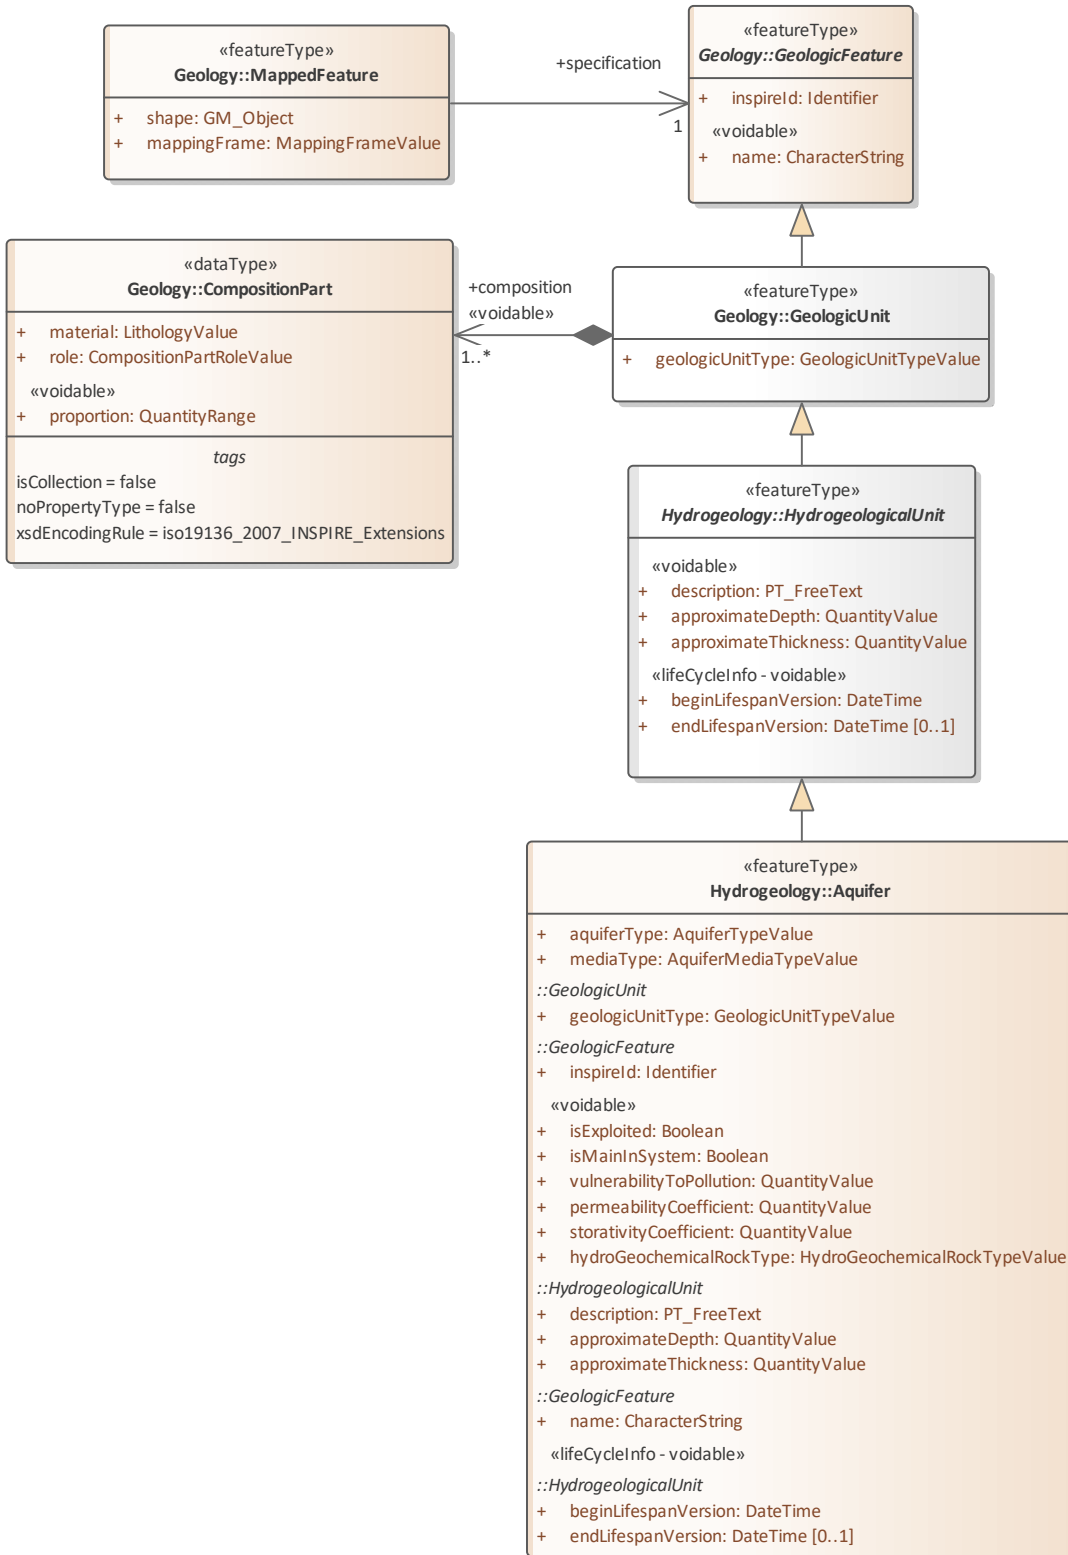 «featureType»
Geology::MappedFeature
+ shape: GM_Object
+ mappingFrame: MappingFrameValue
+specification
1
«featureType»
Geology::GeologicFeature
+ inspireId: Identifier
«voidable»
+ name: CharacterString
«dataType»
Geology::CompositionPart
+ material: LithologyValue
+ role: CompositionPartRoleValue
«voidable»
+ proportion: QuantityRange
tags
isCollection = false
noPropertyType = false
xsdEncodingRule = iso19136_2007_INSPIRE_Extensions
+composition
«voidable»
1..*
«featureType»
Geology::GeologicUnit
+ geologicUnitType: GeologicUnitTypeValue
«featureType»
Hydrogeology::HydrogeologicalUnit
«voidable»
+ description: PT_FreeText
+ approximateDepth: QuantityValue
+ approximateThickness: QuantityValue
«lifeCycleInfo - voidable»
+ beginLifespanVersion: DateTime
+ endLifespanVersion: DateTime [0..1]
«featureType»
Hydrogeology::Aquifer
+ aquiferType: AquiferTypeValue
+ mediaType: AquiferMediaTypeValue
::GeologicUnit
+ geologicUnitType: GeologicUnitTypeValue
::GeologicFeature
+ inspireId: Identifier
«voidable»
+ isExploited: Boolean
+ isMainInSystem: Boolean
+ vulnerabilityToPollution: QuantityValue
+ permeabilityCoefficient: QuantityValue
+ storativityCoefficient: QuantityValue
+ hydroGeochemicalRockType: HydroGeochemicalRockTypeValue
::HydrogeologicalUnit
+ description: PT_FreeText
+ approximateDepth: QuantityValue
+ approximateThickness: QuantityValue
::GeologicFeature
+ name: CharacterString
«lifeCycleInfo - voidable»
::HydrogeologicalUnit
+ beginLifespanVersion: DateTime
+ endLifespanVersion: DateTime [0..1]